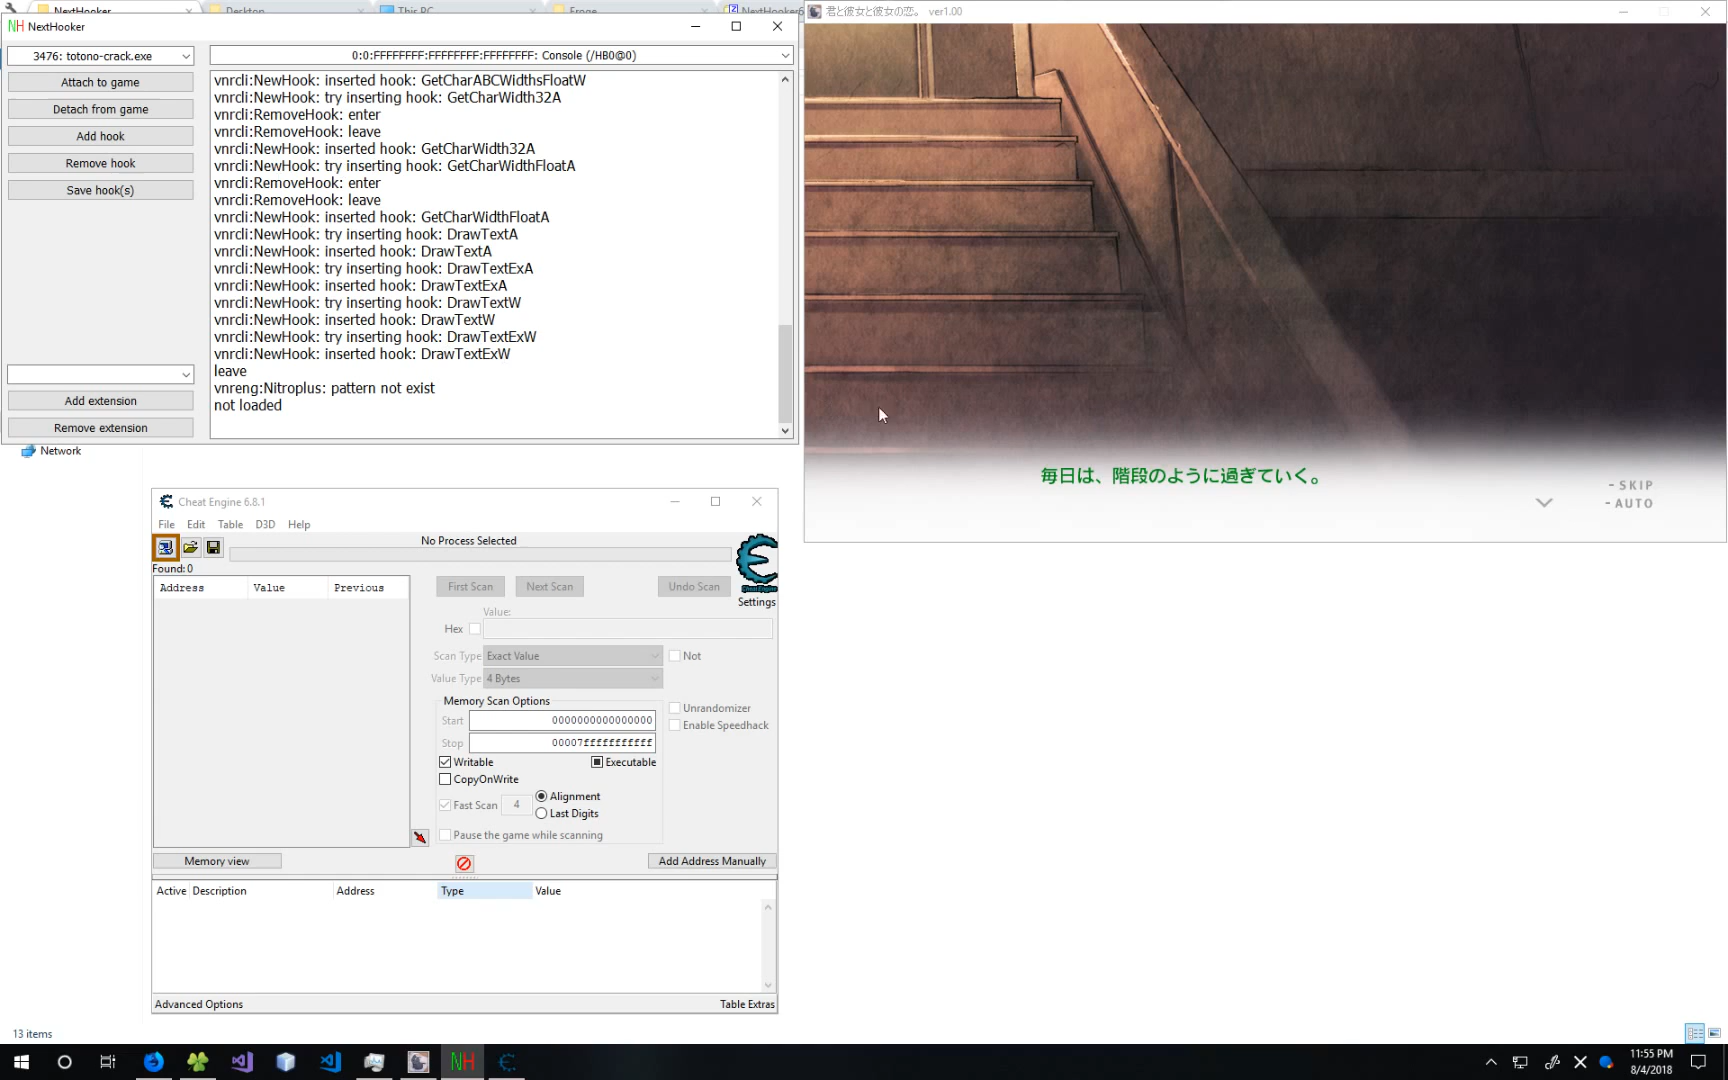 NextHooker
Desktop
This PC
Eroge
NH NextHooker
3476: totono-crack.exe
Attach to game
Detach from game
Add hook
Remove hook
Save hook(s)
Add extension
Remove extension
0:0:FFFFFFFF:FFFFFFFF:FFFFFFFF: Console (/HB0@0)
vnrcli:NewHook: inserted hook: GetCharABCWidthsFloatW
vnrcli:NewHook: try inserting hook: GetCharWidth32A
vnrcli:RemoveHook: enter
vnrcli:RemoveHook: leave
vnrcli:NewHook: inserted hook: GetCharWidth32A
vnrcli:NewHook: try inserting hook: GetCharWidthFloatA
vnrcli:RemoveHook: enter
vnrcli:RemoveHook: leave
vnrcli:NewHook: inserted hook: GetCharWidthFloatA
vnrcli:NewHook: try inserting hook: DrawTextA
vnrcli:NewHook: inserted hook: DrawTextA
vnrcli:NewHook: try inserting hook: DrawTextExA
vnrcli:NewHook: inserted hook: DrawTextExA
vnrcli:NewHook: try inserting hook: DrawTextW
vnrcli:NewHook: inserted hook: DrawTextW
vnrcli:NewHook: try inserting hook: DrawTextExW
vnrcli:NewHook: inserted hook: DrawTextExW
leave
vnreng:Nitroplus: pattern not exist
not loaded
君と彼女と彼女の恋。 ver1.00
毎日は、階段のように過ぎていく。
- SKIP
- AUTO
Network
Cheat Engine 6.8.1
File Edit Table D3D Help
No Process Selected
Found: 0
Address Value Previous
First Scan Next Scan Undo Scan
Settings
Value:
Hex
Scan Type Exact Value Not
Value Type 4 Bytes
Memory Scan Options
Start 0000000000000000
Stop 00007fffffffffff
Unrandomizer
Enable Speedhack
Writable Executable
CopyOnWrite
Fast Scan 4 Alignment
Last Digits
Pause the game while scanning
Memory view
Add Address Manually
Active Description Address Type Value
Advanced Options Table Extras
13 items
NH
11:55 PM
8/4/2018